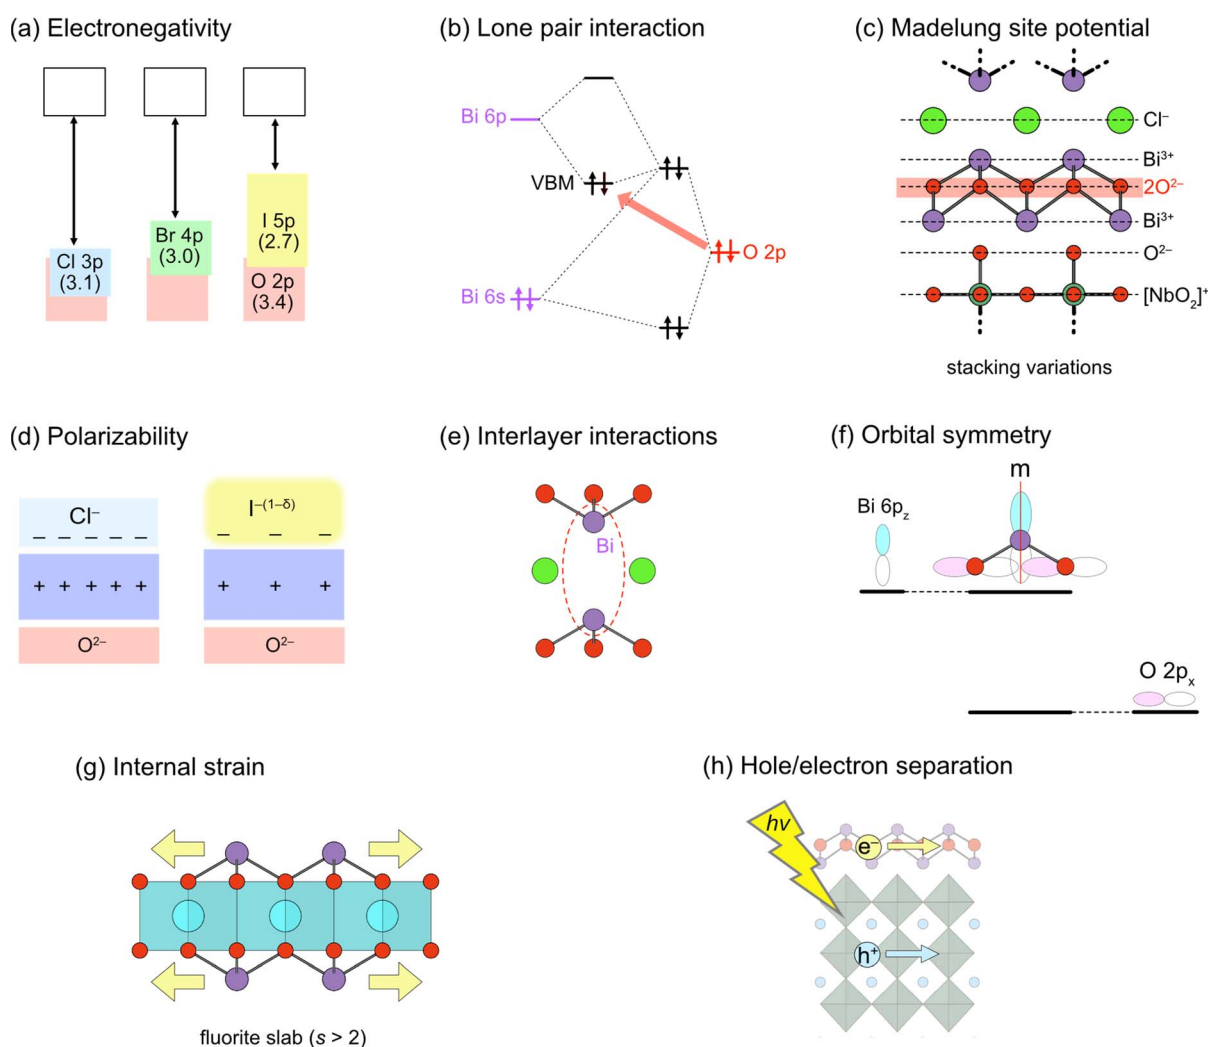 (a) Electronegativity
Cl 3p
(3.1)
Br 4p
(3.0)
I 5p
(2.7)
O 2p
(3.4)
(b) Lone pair interaction
Bi 6p
VBM
O 2p
Bi 6s
(c) Madelung site potential
Cl⁻
Bi³⁺
2O²⁻
Bi³⁺
O²⁻
[NbO₂]⁺
stacking variations
(d) Polarizability
Cl⁻
– – – – –
+ + + + +
O²⁻
I⁻⁽¹⁻ᵟ⁾
– – –
+ + +
O²⁻
(e) Interlayer interactions
Bi
(f) Orbital symmetry
m
Bi 6p_z
O 2pₓ
(g) Internal strain
fluorite slab (s > 2)
(h) Hole/electron separation
hν
e⁻
h⁺